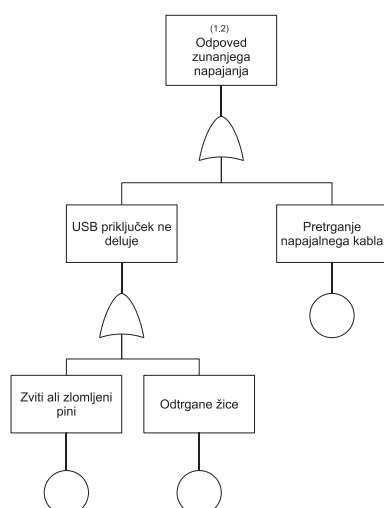 (1.2)
Odpoved
zunanjega
napajanja
USB priključek ne
deluje
Pretrganje
napajalnega kabla
Zviti ali zlomljeni
pini
Odtrgane žice